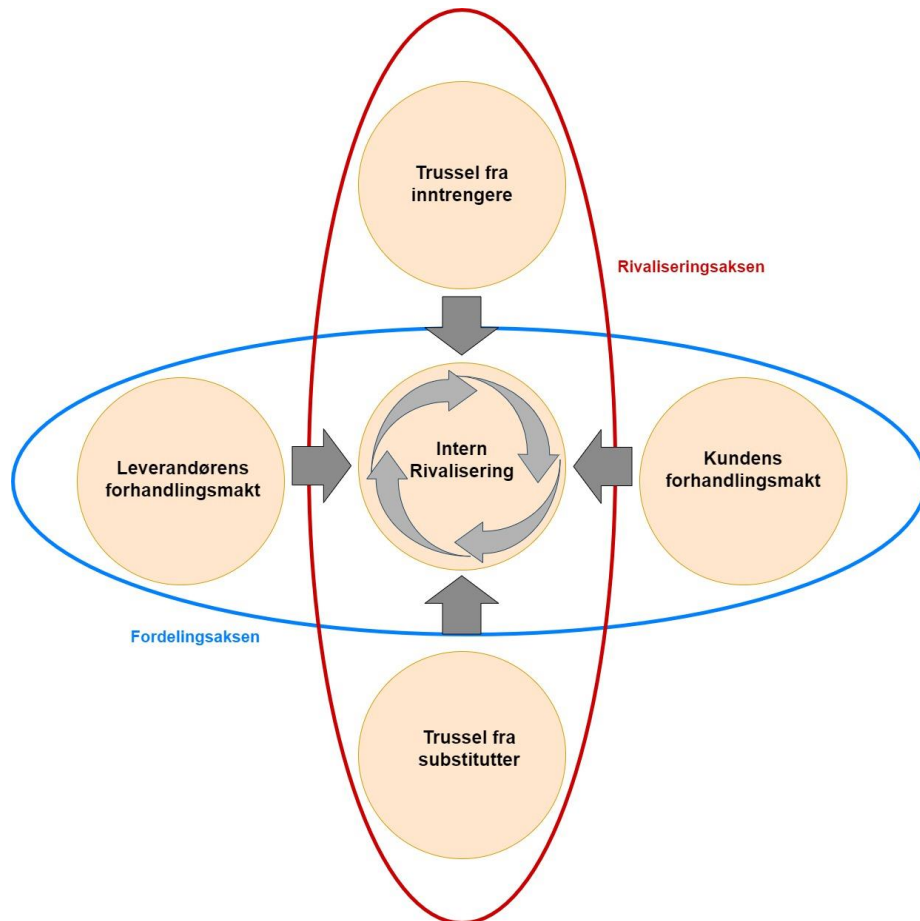 Trussel fra
inntrengere
Rivaliseringsaksen
Leverandørens
forhandlingsmakt
Intern
Rivalisering
Kundens
forhandlingsmakt
Fordelingsaksen
Trussel fra
substitutter